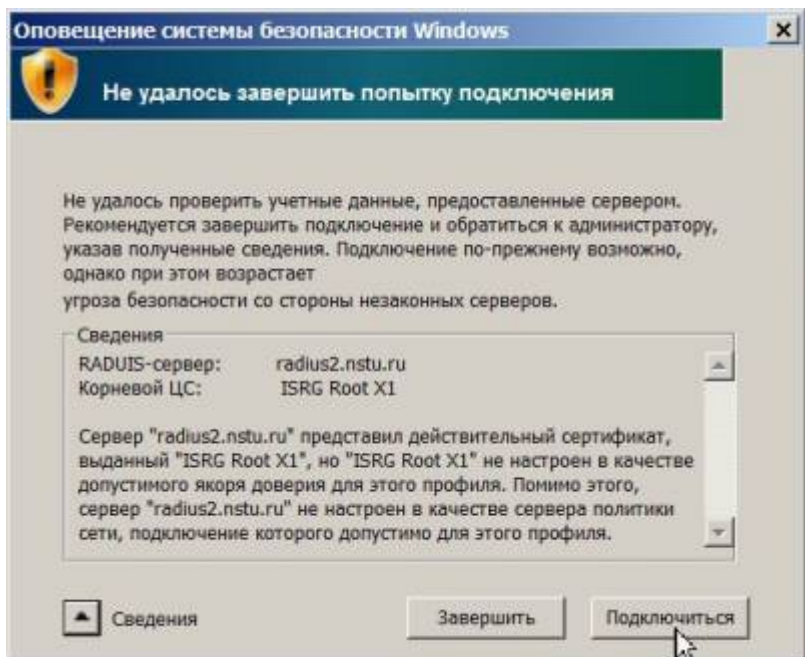 Оповещение системы безопасности Windows
Не удалось завершить попытку подключения
Не удалось проверить учетные данные, предоставленные сервером.
Рекомендуется завершить подключение и обратиться к администратору,
указав полученные сведения. Подключение по-прежнему возможно,
однако при этом возрастает
угроза безопасности со стороны незаконных серверов.
Сведения
RADUIS-сервер: radius2.nstu.ru
Корневой ЦС: ISRG Root X1
Сервер "radius2.nstu.ru" представил действительный сертификат,
выданный "ISRG Root X1", но "ISRG Root X1" не настроен в качестве
допустимого якоря доверия для этого профиля. Помимо этого,
сервер "radius2.nstu.ru" не настроен в качестве сервера политики
сети, подключение которого допустимо для этого профиля.
Сведения Завершить Подключиться